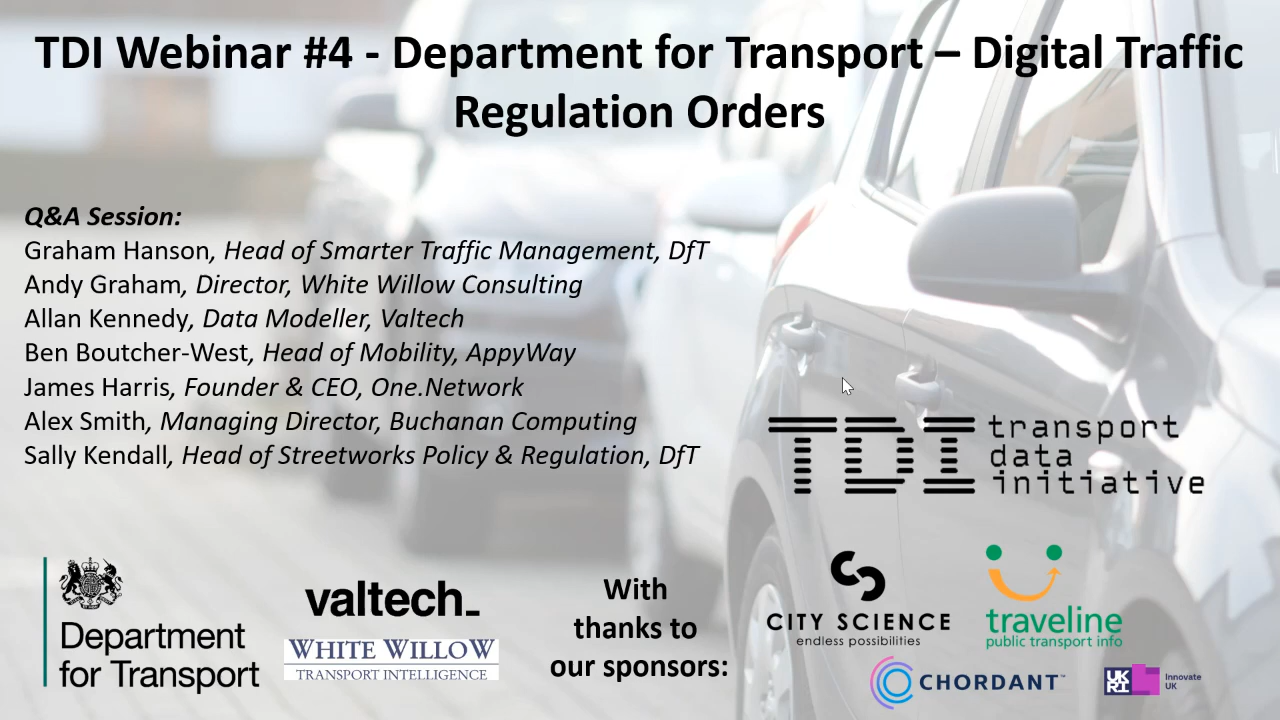 TDI Webinar #4 - Department for Transport – Digital Traffic
Regulation Orders
Q&A Session:
Graham Hanson, Head of Smarter Traffic Management, DfT
Andy Graham, Director, White Willow Consulting
Allan Kennedy, Data Modeller, Valtech
Ben Boutcher-West, Head of Mobility, AppyWay
James Harris, Founder & CEO, One.Network
Alex Smith, Managing Director, Buchanan Computing
Sally Kendall, Head of Streetworks Policy & Regulation, DfT
TDI transport
data
initiative
Department
for Transport
valtech_
WHITE WILLOW
TRANSPORT INTELLIGENCE
With
thanks to
our sponsors:
CITY SCIENCE
endless possibilities
traveline
public transport info
CHORDANT™
UK
RI
Innovate
UK